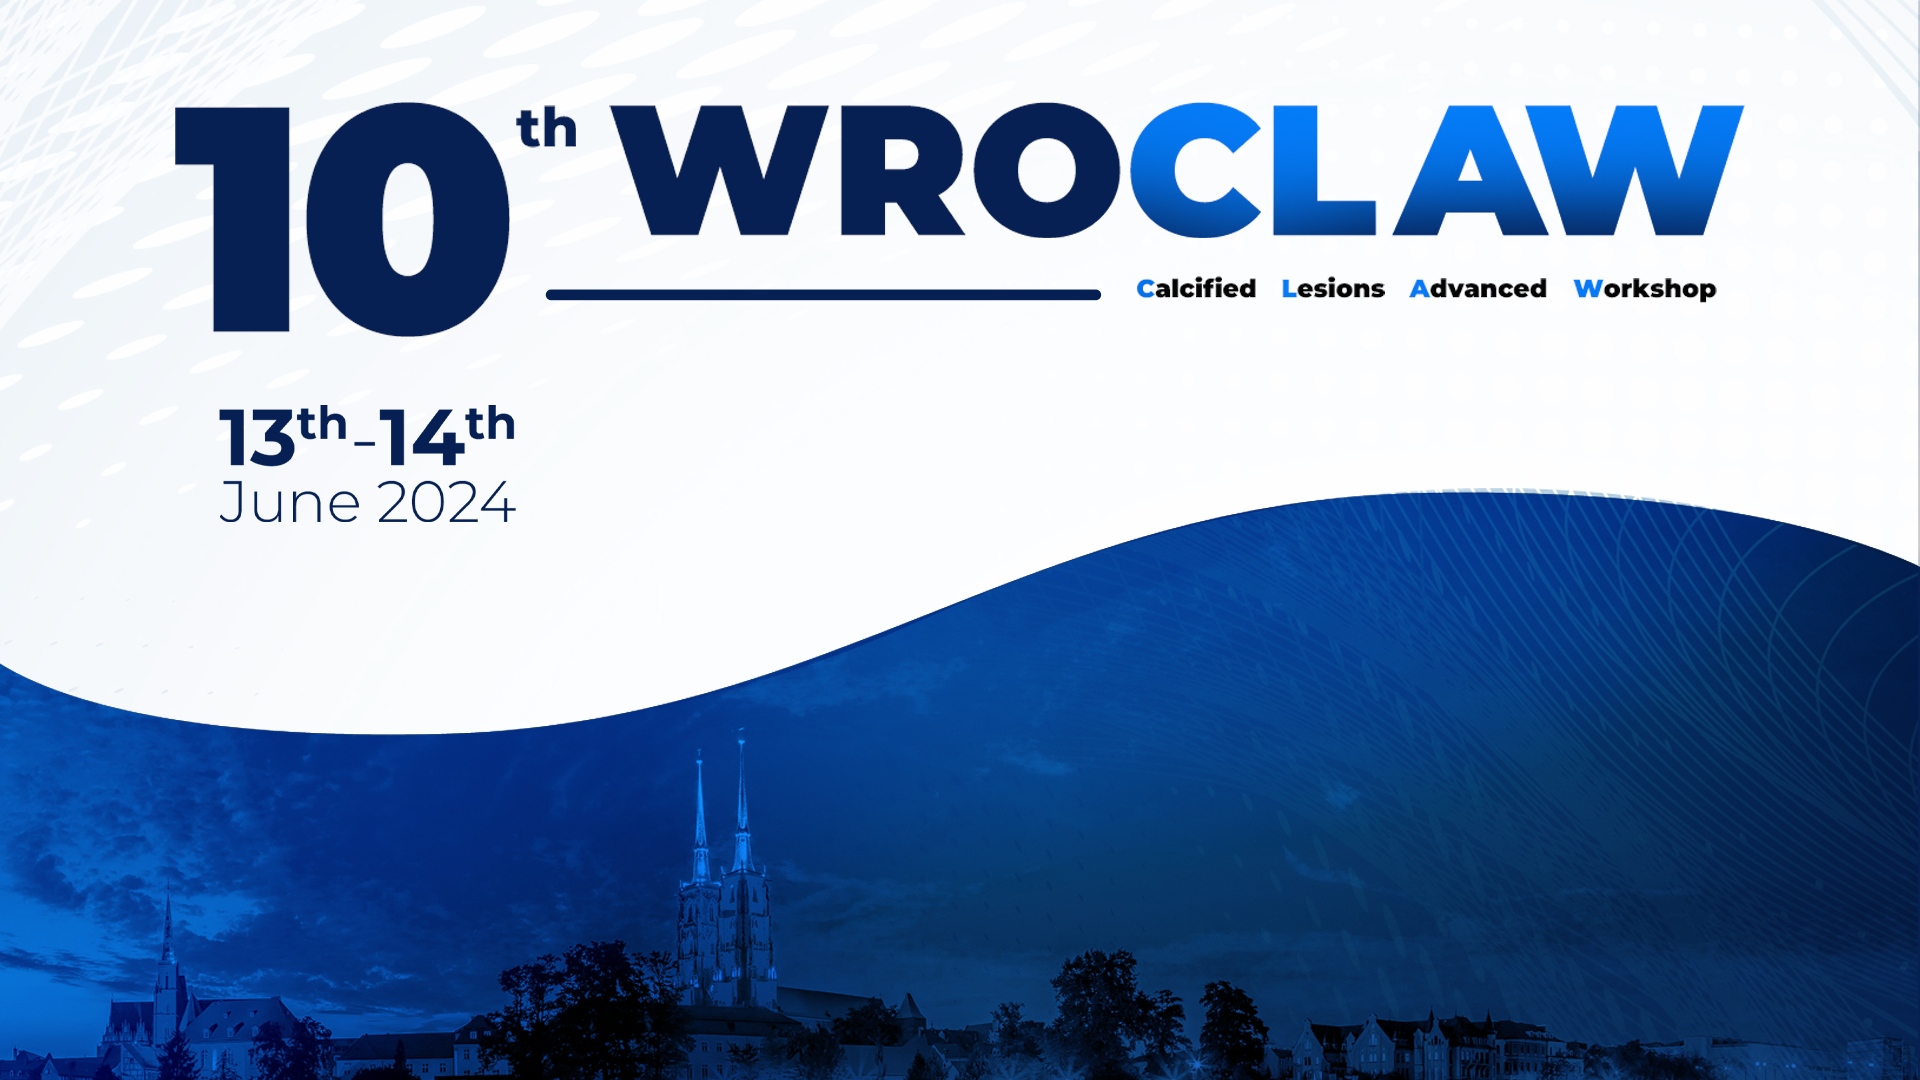 10th WROCLAW
Calcified Lesions Advanced Workshop
13th-14th
June 2024